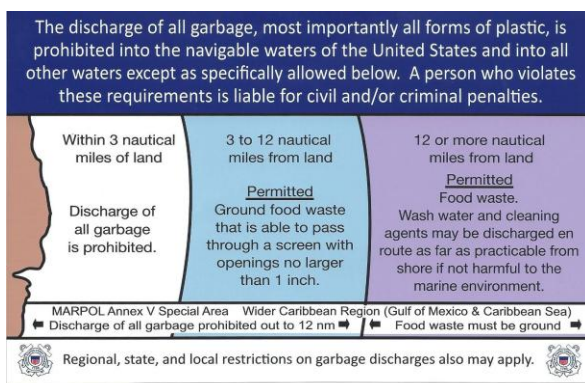 The discharge of all garbage, most importantly all forms of plastic, is
prohibited into the navigable waters of the United States and into all
other waters except as specifically allowed below. A person who violates
these requirements is liable for civil and/or criminal penalties.
Within 3 nautical
miles of land
Discharge of
all garbage
is prohibited.
3 to 12 nautical
miles from land
Permitted
Ground food waste
that is able to pass
through a screen with
openings no larger
than 1 inch.
12 or more nautical
miles from land
Permitted
Food waste.
Wash water and cleaning
agents may be discharged en
route as far as practicable from
shore if not harmful to the
marine environment.
MARPOL Annex V Special Area Wider Caribbean Region (Gulf of Mexico & Caribbean Sea)
Discharge of all garbage prohibited out to 12 nm Food waste must be ground
Regional, state, and local restrictions on garbage discharges also may apply.